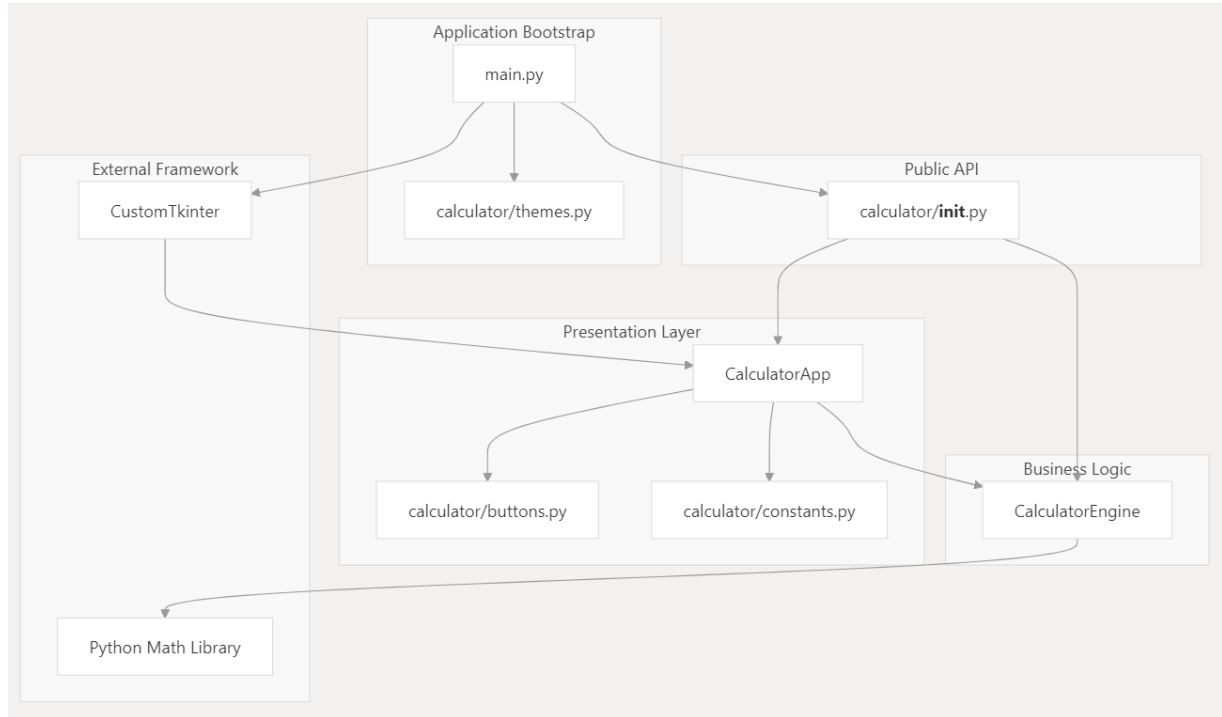 Application Bootstrap
main.py
External Framework
Public API
CustomTkinter
calculator/themes.py
calculator/init.py
Presentation Layer
CalculatorApp
Business Logic
calculator/buttons.py
calculator/constants.py
CalculatorEngine
Python Math Library